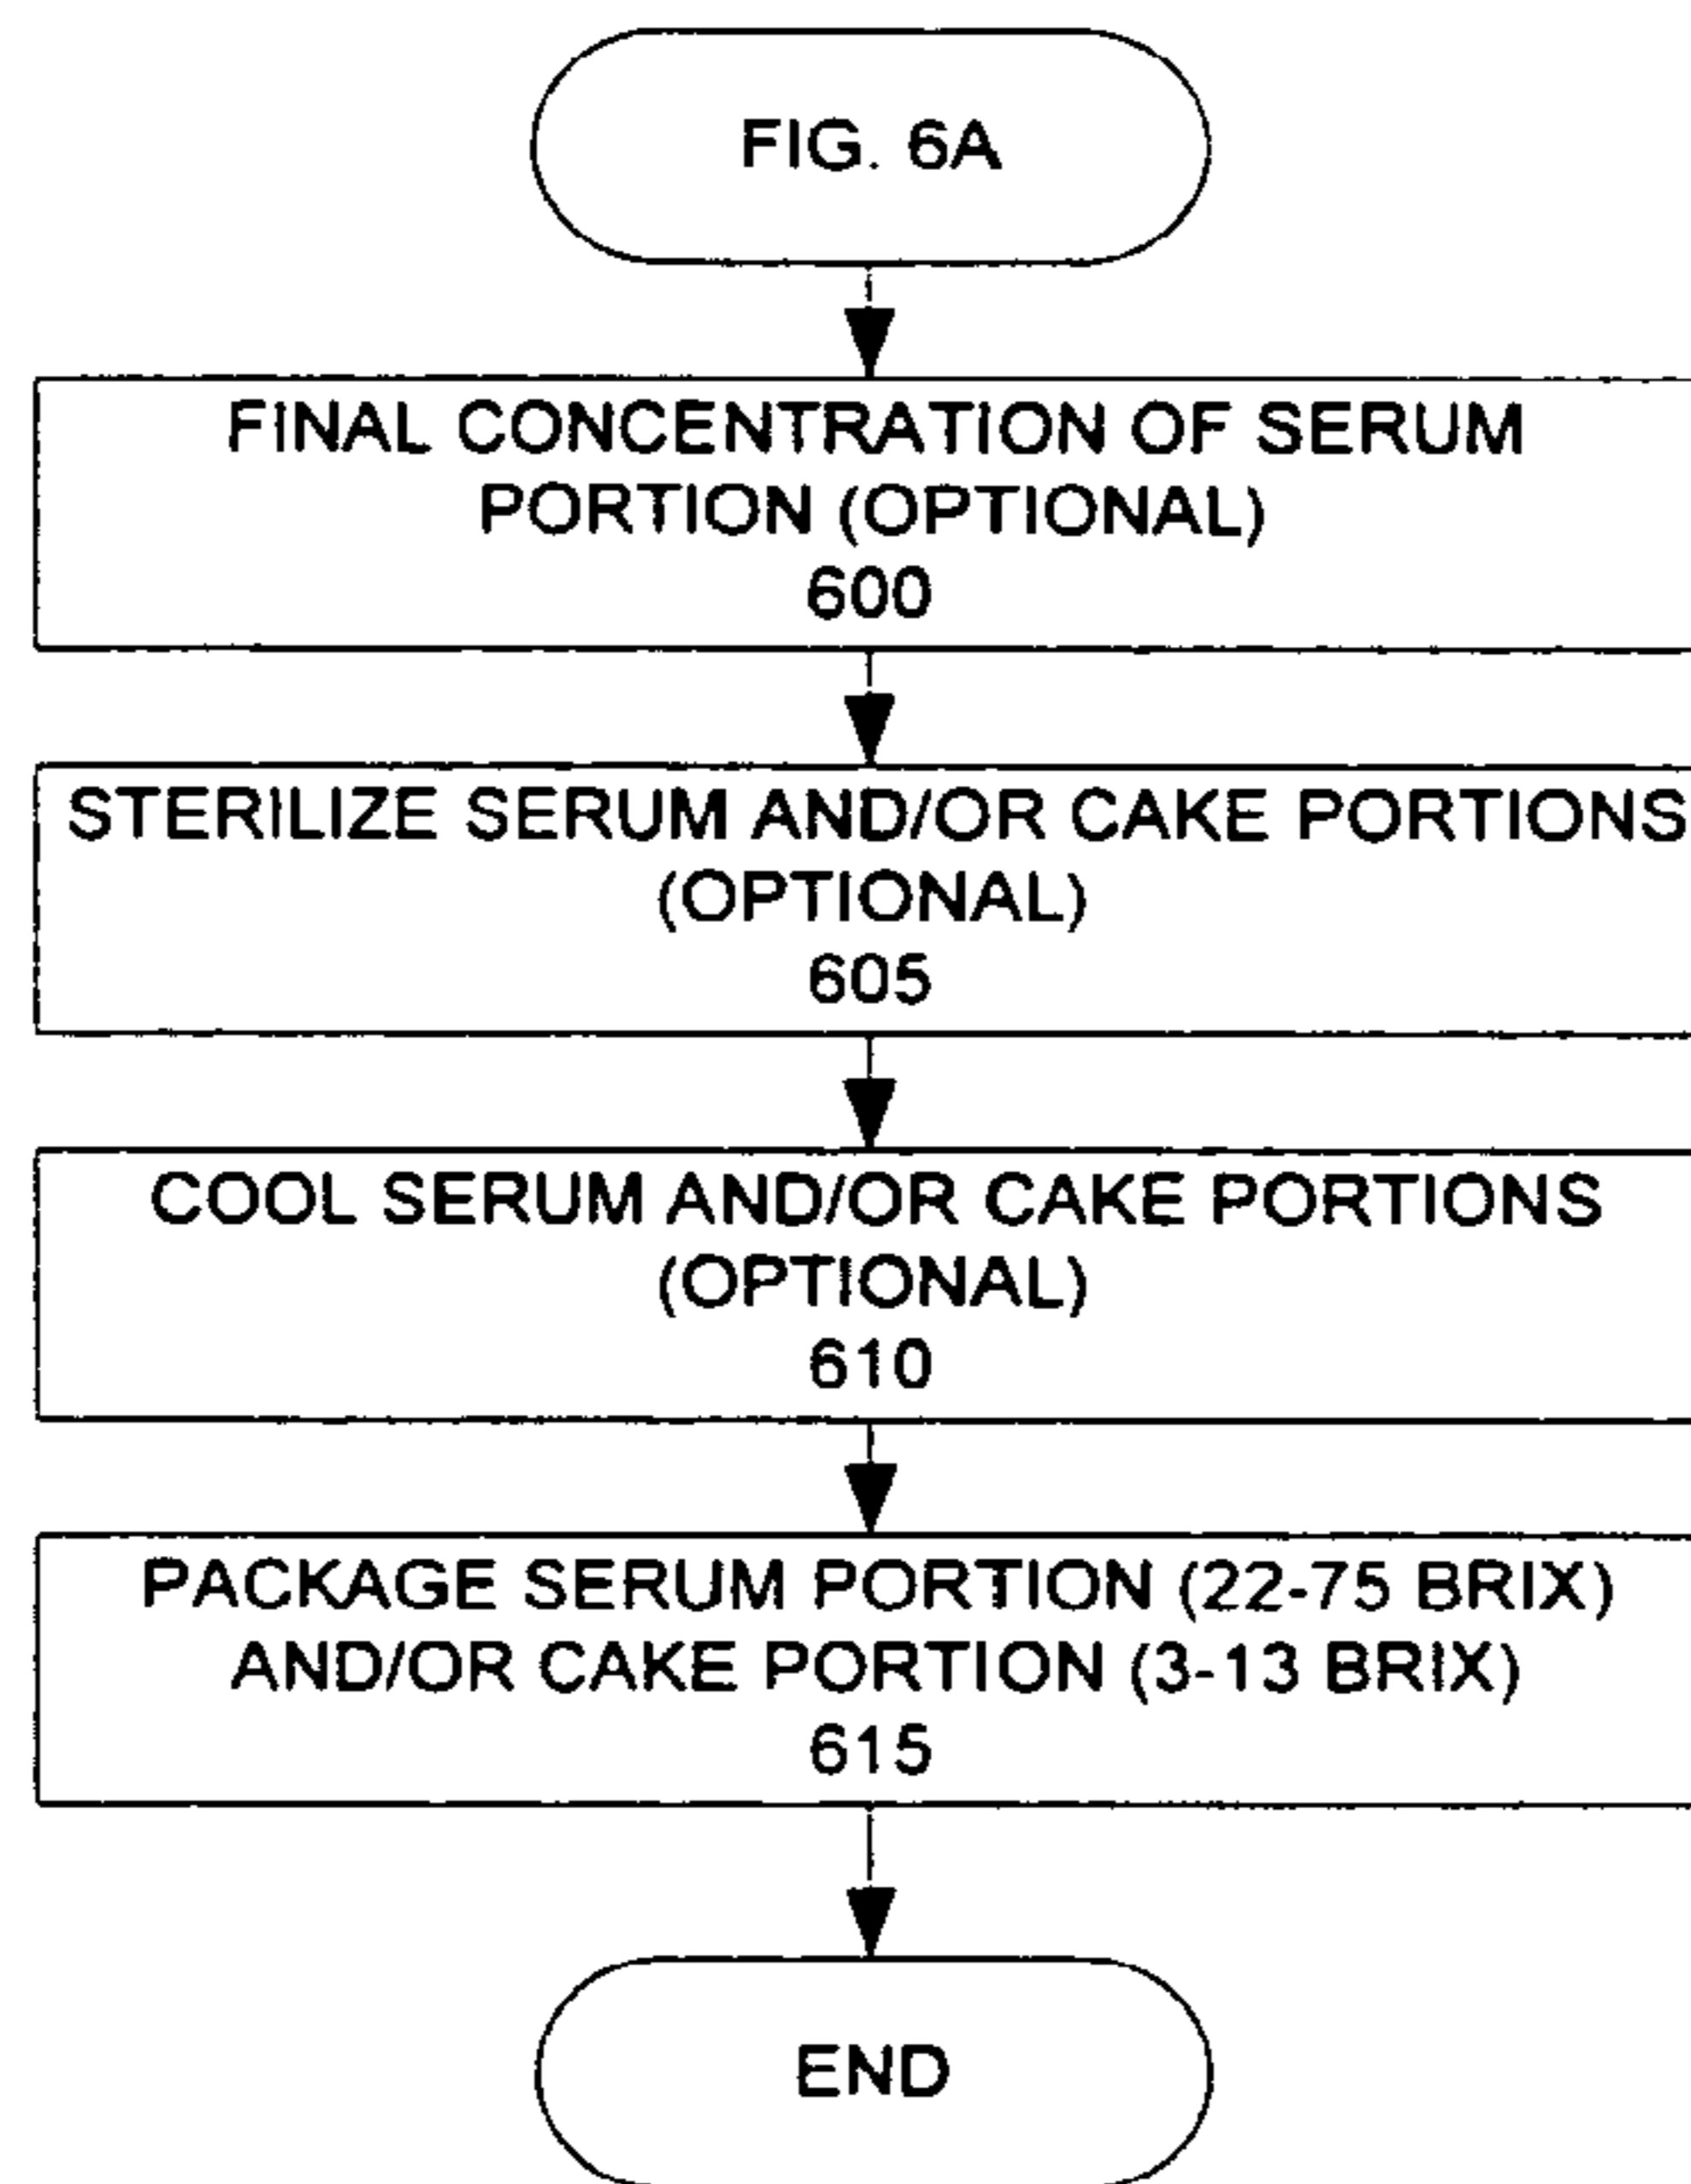 FIG. 6A
FINAL CONCENTRATION OF SERUM
PORTION (OPTIONAL)
600
STERILIZE SERUM AND/OR CAKE PORTIONS
(OPTIONAL)
605
COOL SERUM AND/OR CAKE PORTIONS
(OPTIONAL)
610
PACKAGE SERUM PORTION (22-75 BRIX)
AND/OR CAKE PORTION (3-13 BRIX)
615
END